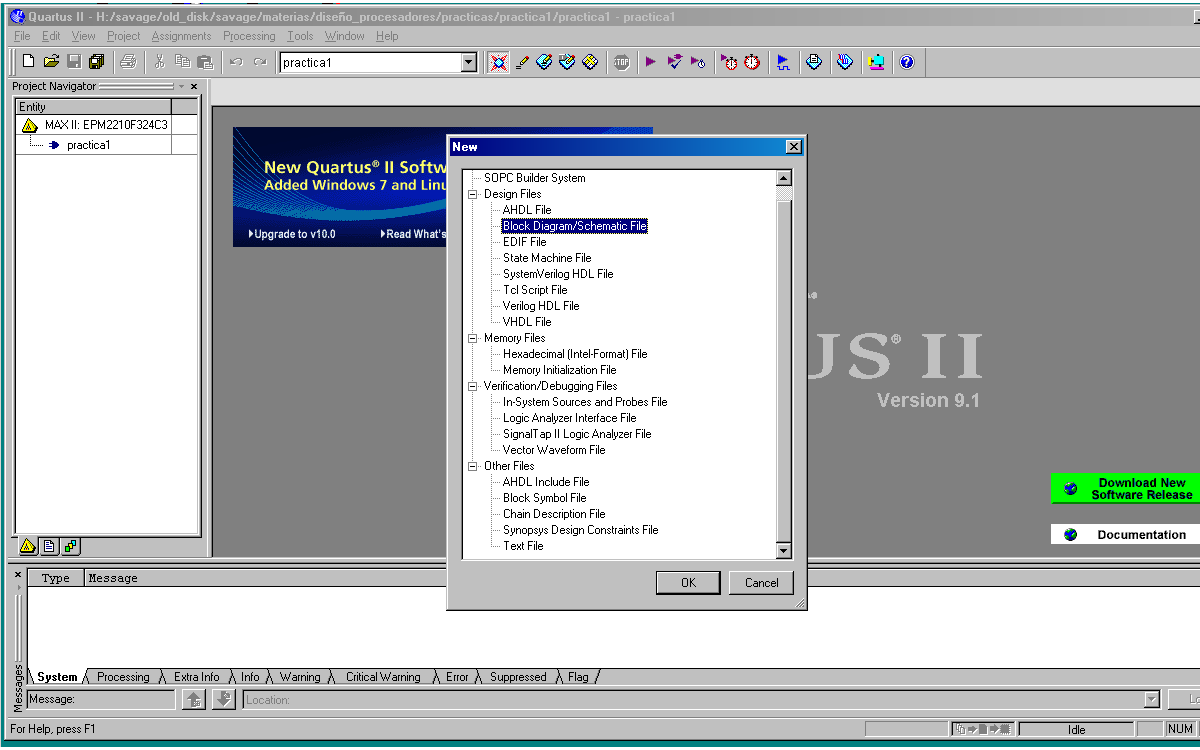 Quartus II - H:/savage/old_disk/savage/materias/diseño_procesadores/practicas/practica1/practica1 - practica1
File Edit View Project Assignments Processing Tools Window Help
practica1
STOP
Project Navigator
Entity
MAX II: EPM2210F324C3
practica1
New Quartus® II Softw
Added Windows 7 and Linu
Upgrade to v10.0 Read What's
New
SOPC Builder System
Design Files
AHDL File
Block Diagram/Schematic File
EDIF File
State Machine File
SystemVerilog HDL File
Tcl Script File
Verilog HDL File
VHDL File
Memory Files
Hexadecimal (Intel-Format) File
Memory Initialization File
Verification/Debugging Files
In-System Sources and Probes File
Logic Analyzer Interface File
SignalTap II Logic Analyzer File
Vector Waveform File
Other Files
AHDL Include File
Block Symbol File
Chain Description File
Synopsys Design Constraints File
Text File
OK Cancel
US® II
Version 9.1
Download New
Software Release
Documentation
Type Message
System Processing Extra Info Info Warning Critical Warning Error Suppressed Flag
Messages
Message: Location: Lo
For Help, press F1 Idle NUM